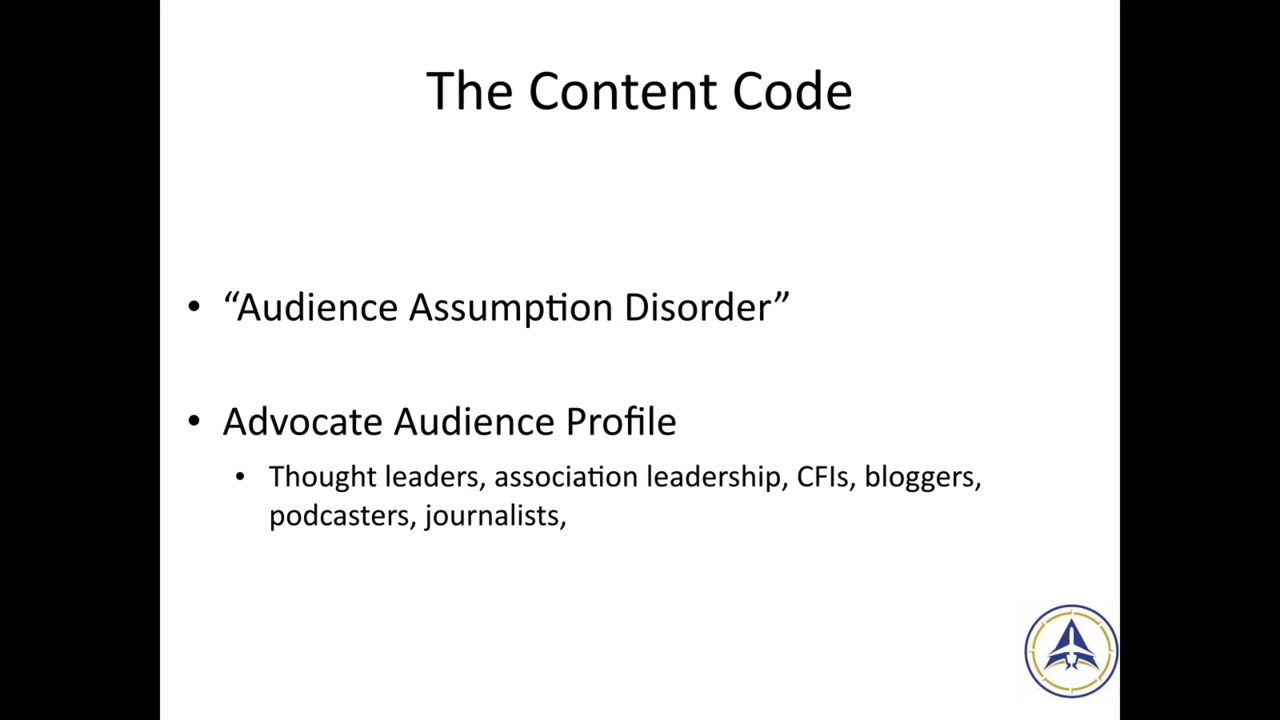 The Content Code
• “Audience Assumption Disorder”
• Advocate Audience Profile
• Thought leaders, association leadership, CFIs, bloggers,
podcasters, journalists,